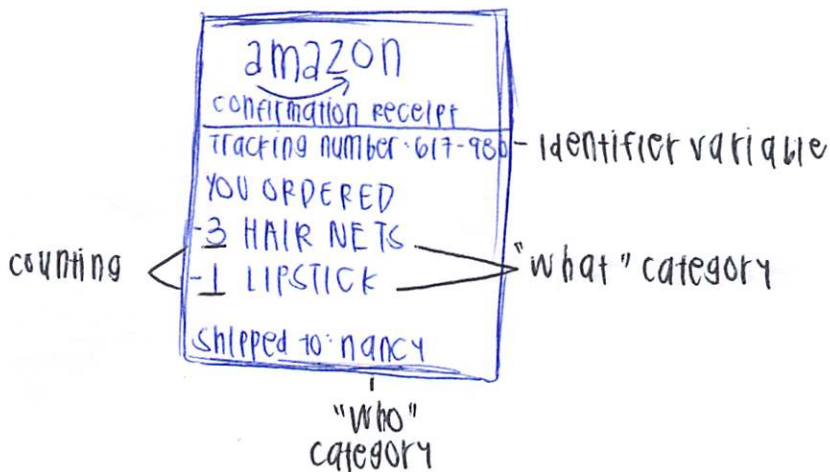 amazon
confirmation receipt
Tracking number: 617-980 - identifier variable
YOU ORDERED
-3 HAIR NETS
counting "what" category
-1 LIPSTICK
shipped to: nancy
"who"
category